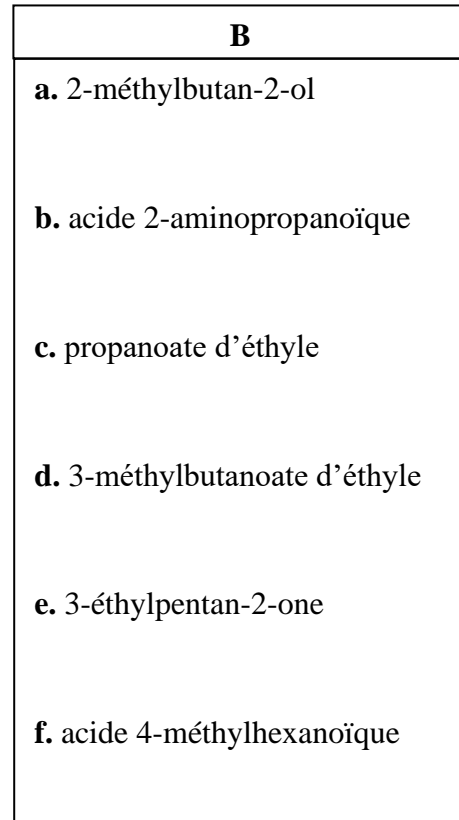 B
a. 2-méthylbutan-2-ol
b. acide 2-aminopropanoïque
c. propanoate d’éthyle
d. 3-méthylbutanoate d’éthyle
e. 3-éthylpentan-2-one
f. acide 4-méthylhexanoïque